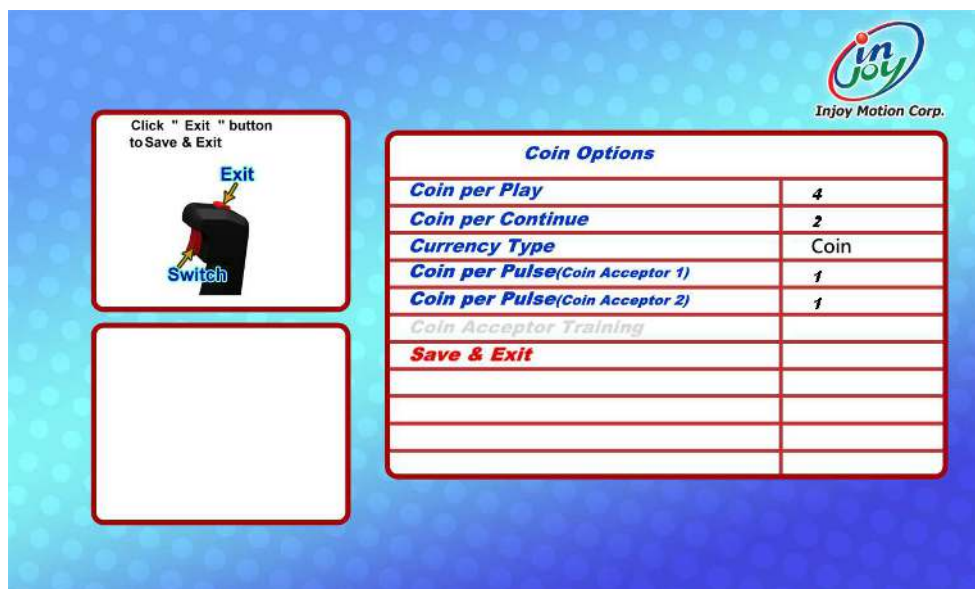 in
joy
Injoy Motion Corp.
Click " Exit " button
to Save & Exit
Exit
Switch
Coin Options
Coin per Play 4
Coin per Continue 2
Currency Type Coin
Coin per Pulse(Coin Acceptor 1) 1
Coin per Pulse(Coin Acceptor 2) 1
Coin Acceptor Training
Save & Exit